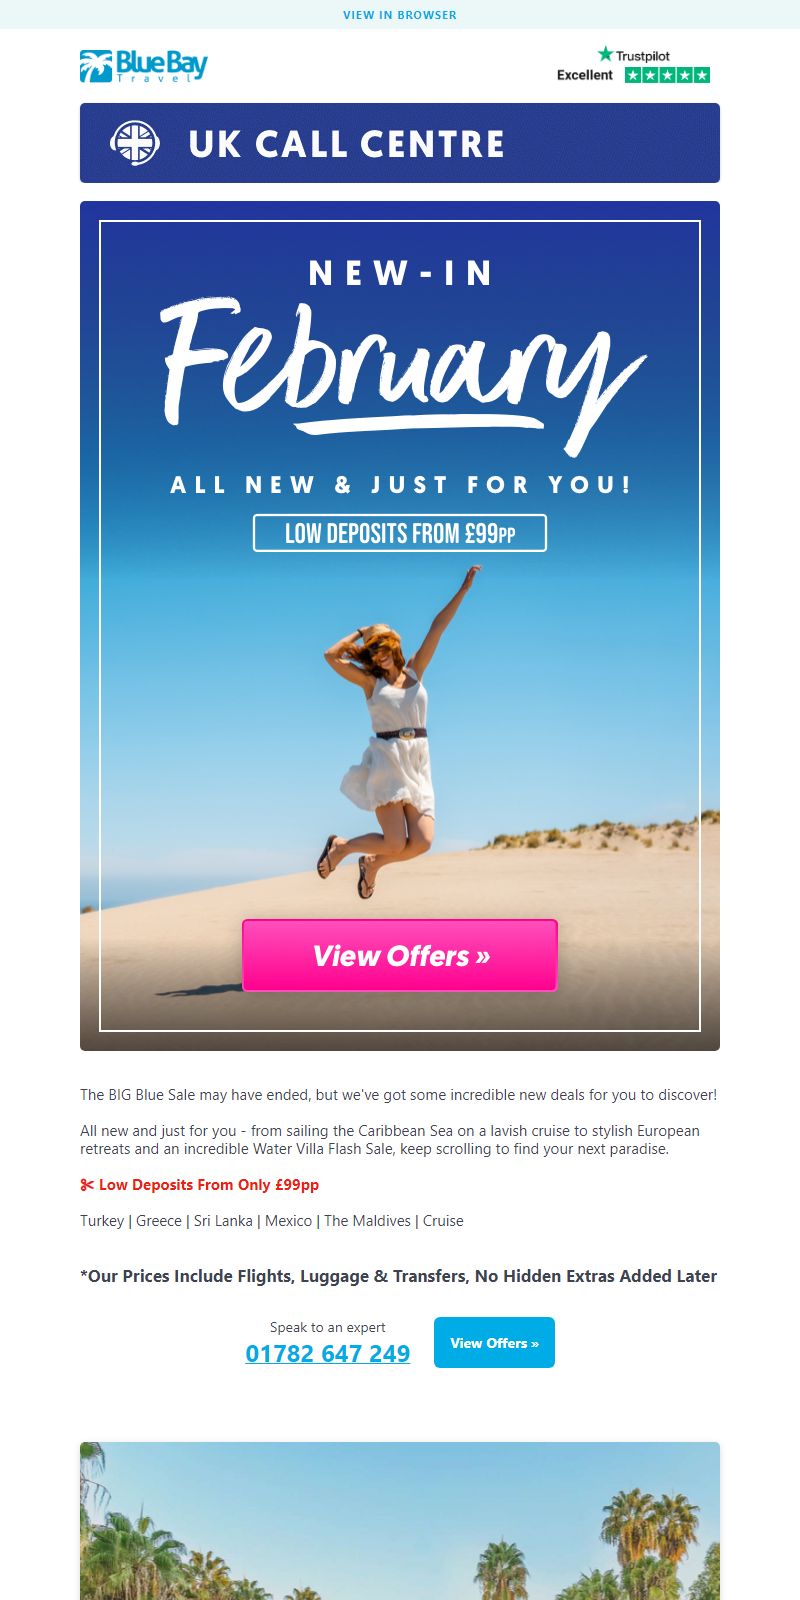 VIEW IN BROWSER
Blue Bay
Travel
Trustpilot
Excellent
UK CALL CENTRE
NEW-IN
February
ALL NEW & JUST FOR YOU!
LOW DEPOSITS FROM £99PP
View Offers »
The BIG Blue Sale may have ended, but we've got some incredible new deals for you to discover!
All new and just for you - from sailing the Caribbean Sea on a lavish cruise to stylish European
retreats and an incredible Water Villa Flash Sale, keep scrolling to find your next paradise.
✂ Low Deposits From Only £99pp
Turkey | Greece | Sri Lanka | Mexico | The Maldives | Cruise
*Our Prices Include Flights, Luggage & Transfers, No Hidden Extras Added Later
Speak to an expert
01782 647 249
View Offers »